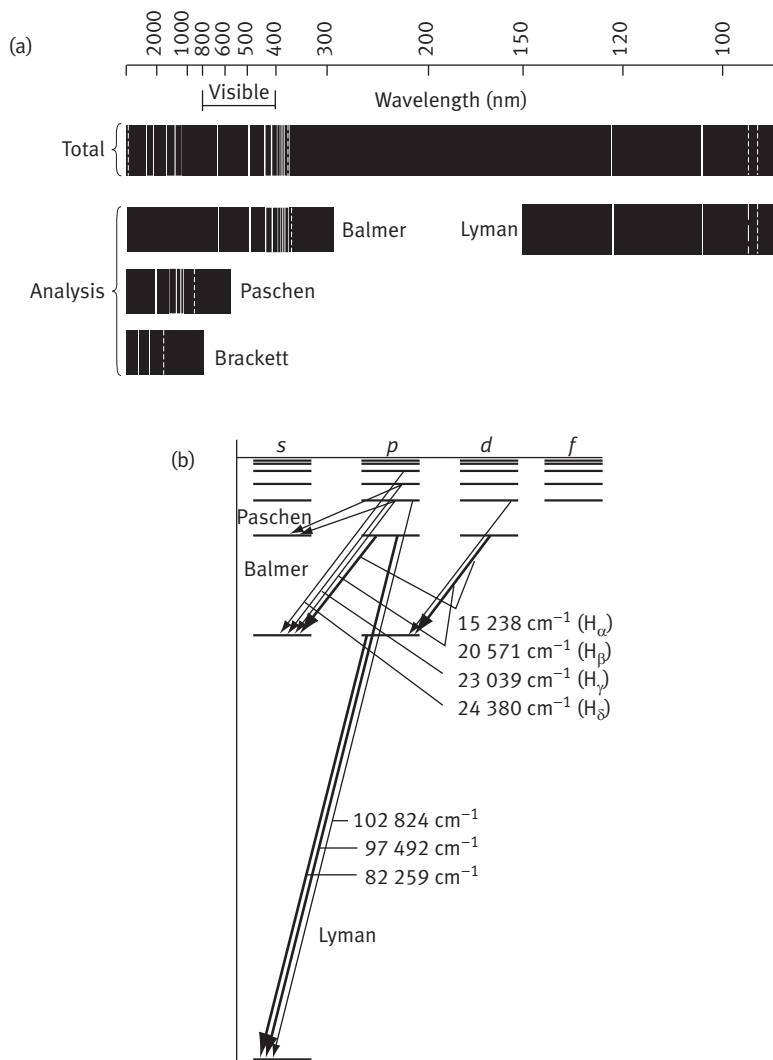 (a)
2000 1000 800 600 500 400 300 200 150 120 100
Visible
Wavelength (nm)
Total
Analysis
Balmer
Lyman
Paschen
Brackett
(b)
s p d f
Paschen
Balmer
15 238 cm⁻¹ (Hα)
20 571 cm⁻¹ (Hβ)
23 039 cm⁻¹ (Hγ)
24 380 cm⁻¹ (Hδ)
102 824 cm⁻¹
97 492 cm⁻¹
82 259 cm⁻¹
Lyman